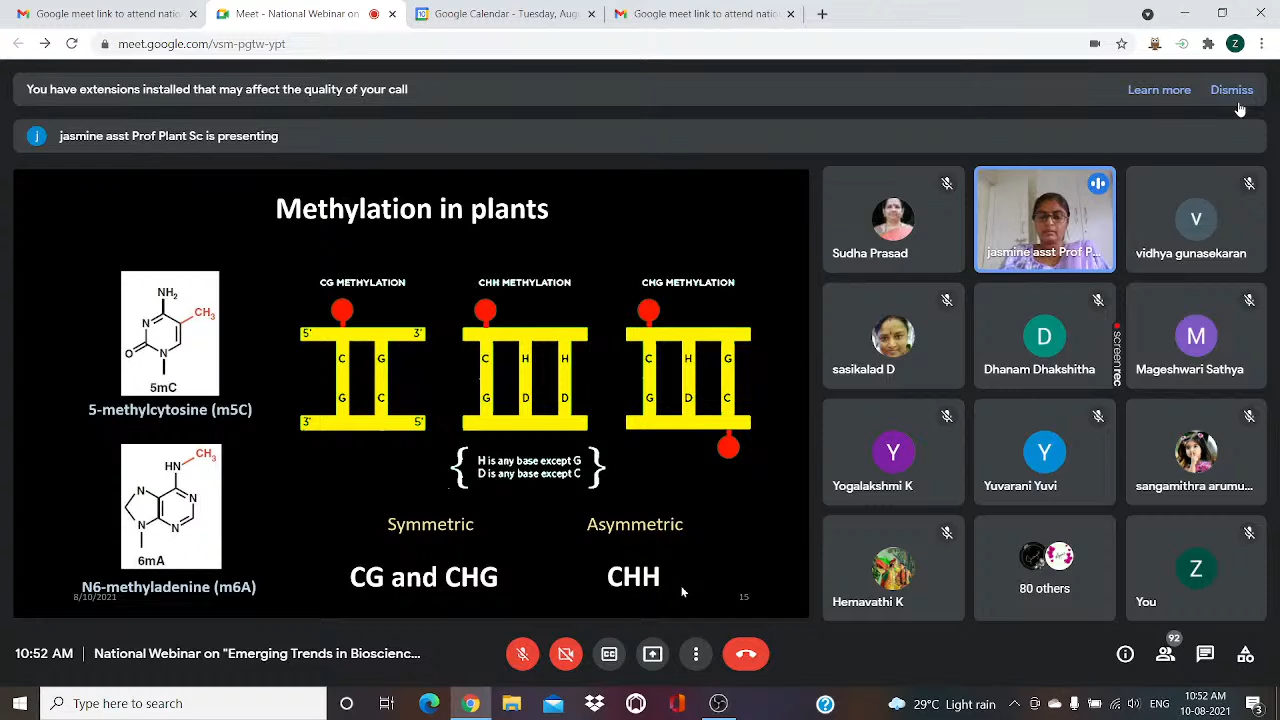 Google meet link to attend natio
Meet - National Webinar on
Google Calendar - Tuesday, Aug
Google meet link to attend natio
meet.google.com/vsm-pgtw-ypt
You have extensions installed that may affect the quality of your call
Learn more
Dismiss
j
jasmine asst Prof Plant Sc is presenting
Methylation in plants
NH2
CH3
N
O
N
5mC
5-methylcytosine (m5C)
HN
CH3
N
N
N
N
6mA
N6-methyladenine (m6A)
CG METHYLATION
CHH METHYLATION
CHG METHYLATION
5' 3'
C G
G C
3' 5'
C H H
G D D
C H G
G D C
H is any base except G
D is any base except C
Symmetric
Asymmetric
CG and CHG
CHH
8/10/2021
15
Sudha Prasad
jasmine asst Prof P...
V
vidhya gunasekaran
sasikalad D
D
Dhanam Dhakshitha
M
Mageshwari Sathya
screenrec
Y
Yogalakshmi K
Y
Yuvarani Yuvi
sangamithra arumu...
Hemavathi K
80 others
Z
You
10:52 AM | National Webinar on "Emerging Trends in Bioscienc...
92
Type here to search
29°C Light rain
10:52 AM
10-08-2021